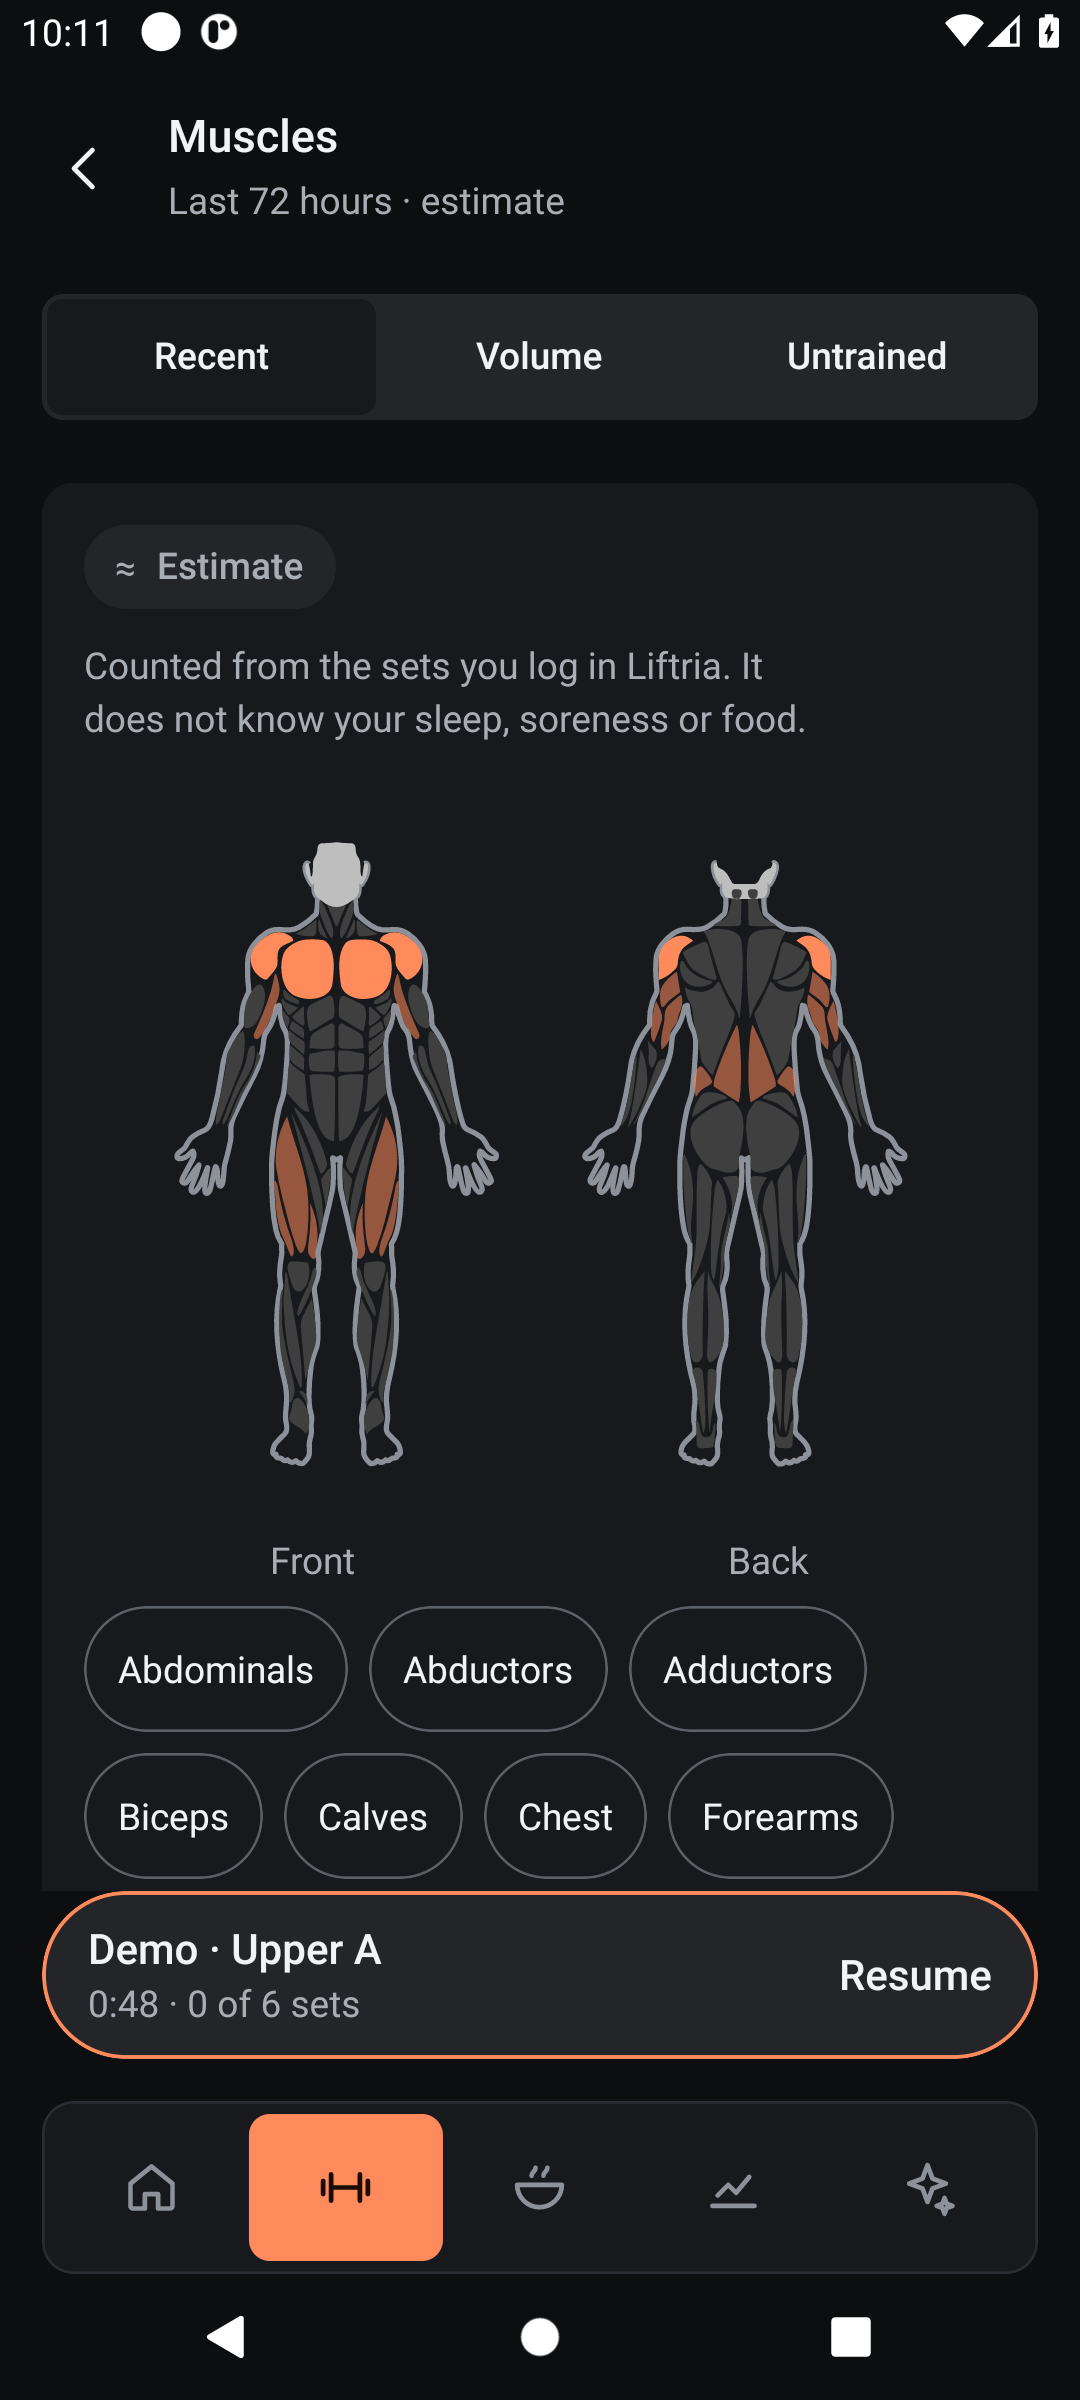 10:11
Muscles
Last 72 hours · estimate
Recent
Volume
Untrained
≈ Estimate
Counted from the sets you log in Liftria. It
does not know your sleep, soreness or food.
Front
Back
Abdominals
Abductors
Adductors
Biceps
Calves
Chest
Forearms
Demo · Upper A
0:48 · 0 of 6 sets
Resume